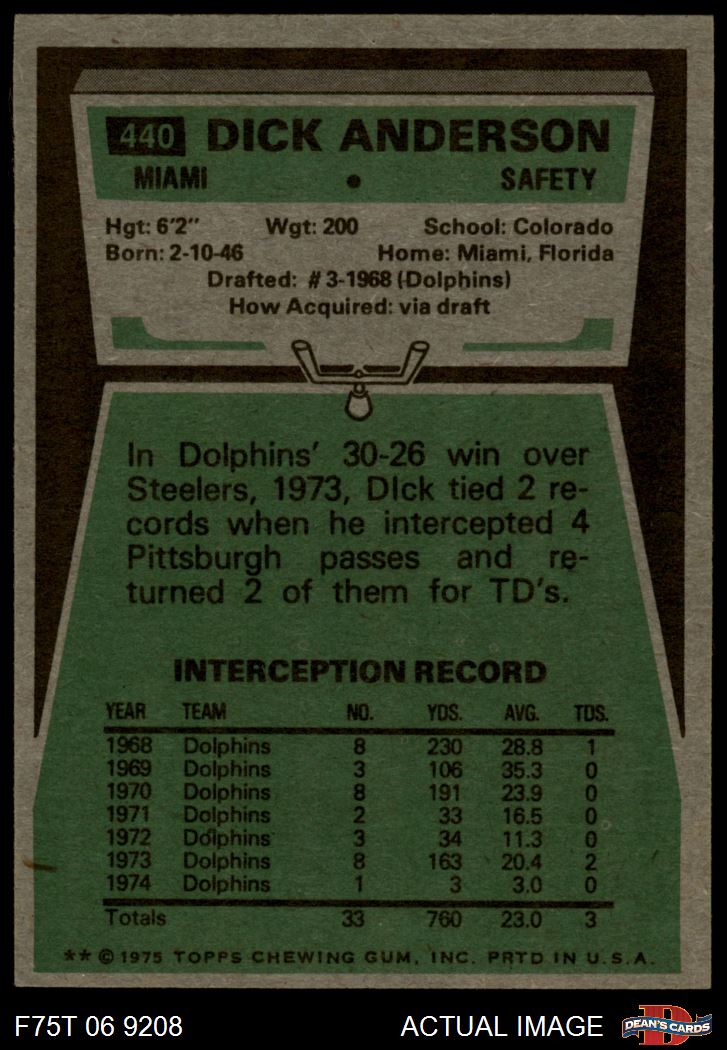 440 DICK ANDERSON
MIAMI • SAFETY
Hgt: 6'2" Wgt: 200 School: Colorado
Born: 2-10-46 Home: Miami, Florida
Drafted: #3-1968 (Dolphins)
How Acquired: via draft
In Dolphins' 30-26 win over
Steelers, 1973, DIck tied 2 re-
cords when he intercepted 4
Pittsburgh passes and re-
turned 2 of them for TD's.
INTERCEPTION RECORD
YEAR TEAM NO. YDS. AVG. TDS.
1968 Dolphins 8 230 28.8 1
1969 Dolphins 3 106 35.3 0
1970 Dolphins 8 191 23.9 0
1971 Dolphins 2 33 16.5 0
1972 Dolphins 3 34 11.3 0
1973 Dolphins 8 163 20.4 2
1974 Dolphins 1 3 3.0 0
Totals 33 760 23.0 3
** © 1975 TOPPS CHEWING GUM, INC. PRTD IN U.S.A.
F75T 06 9208 ACTUAL IMAGE
D
DEAN'S CARDS